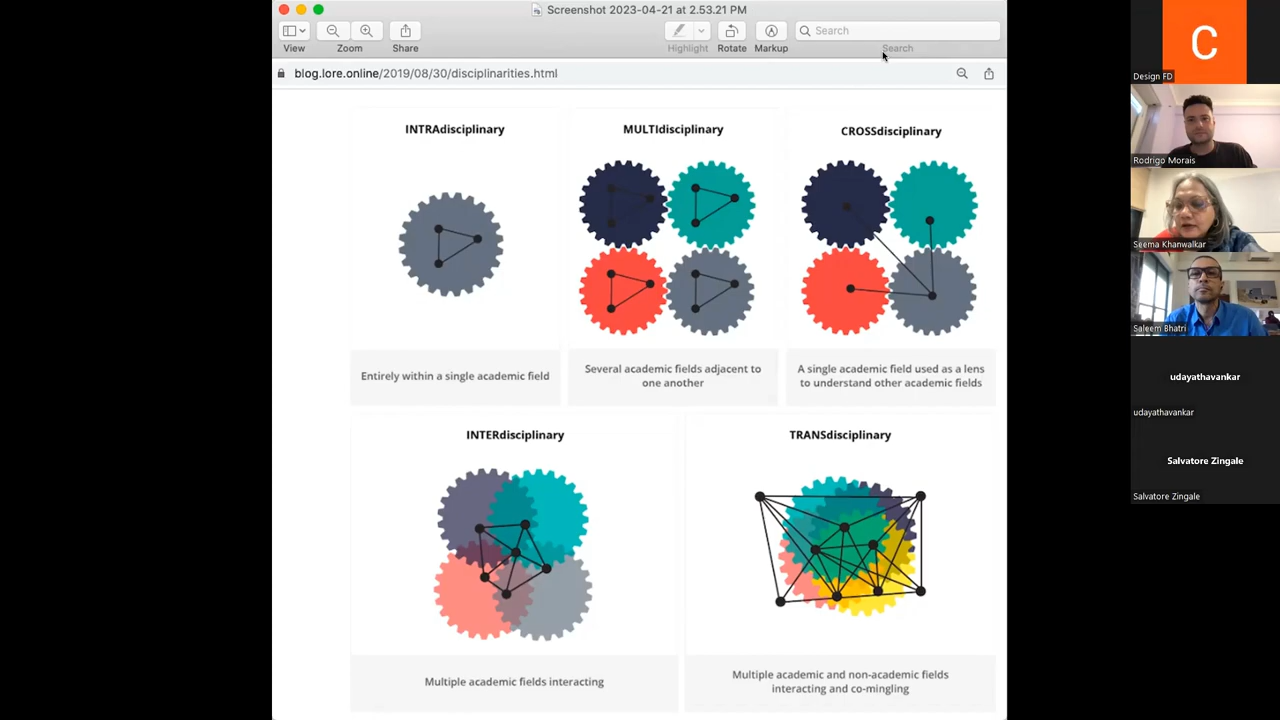 Screenshot 2023-04-21 at 2.53.21 PM
View
Zoom
Share
Highlight
Rotate
Markup
Search
Search
blog.lore.online/2019/08/30/disciplinarities.html
INTRAdisciplinary
MULTIdisciplinary
CROSSdisciplinary
Entirely within a single academic field
Several academic fields adjacent to
one another
A single academic field used as a lens
to understand other academic fields
INTERdisciplinary
TRANSdisciplinary
Multiple academic fields interacting
Multiple academic and non-academic fields
interacting and co-mingling
C
Design FD
Rodrigo Morais
Seema Khanwalkar
Saleem Bhatri
udayathavankar
udayathavankar
Salvatore Zingale
Salvatore Zingale